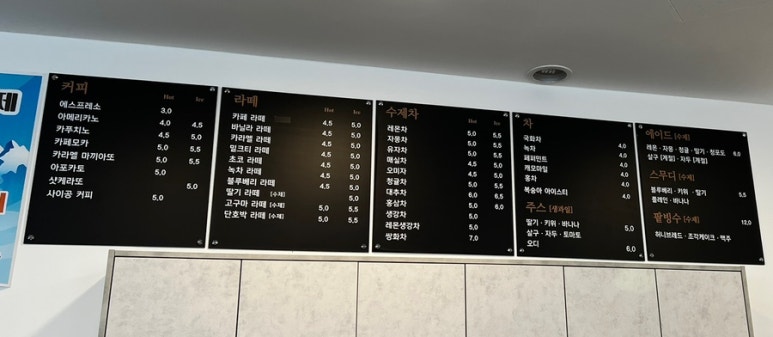 제
커피
Hot Ice
에스프레소 3,0
아메리카노 4,0 4,5
카푸치노 4,5 5,0
카페모카 5,0 5,5
카라멜 마끼아또 5,0 5,5
아포카토 5,0
샷케라또 5,0
사이공 커피 5,0
라떼
Hot Ice
카페 라떼 4,5 5,0
바닐라 라떼 4,5 5,0
카라멜 라떼 4,5 5,0
밀크티 라떼 4,5 5,0
초코 라떼 4,5 5,0
녹차 라떼 4,5 5,0
블루베리 라떼 4,5 5,0
딸기 라떼 [수제] 5,5
고구마 라떼 [수제] 5,0 5,5
단호박 라떼 [수제] 5,0 5,5
수제차
Hot Ice
레몬차 5,0 5,5
자몽차 5,0 5,5
유자차 4,5 5,0
매실차 4,5 5,0
오미자 4,5 5,0
청귤차 5,0 5,5
대추차 6,0 6,5
홍삼차 5,5 6,0
생강차 5,0
레몬생강차 5,0
쌍화차 7,0
차
국화차 4,0
녹차 4,0
페퍼민트 4,0
캐모마일 4,0
홍차 4,0
복숭아 아이스티 4,0
주스 [생과일]
딸기 · 키위 · 바나나 5,0
살구 · 자두 · 토마토
오디 6,0
에이드 [수제]
레몬 · 자몽 · 청귤 · 딸기 · 청포도 6,0
살구 [계절] · 자두 [계절]
스무디 [수제]
블루베리 · 키위 · 딸기 5,5
플레인 · 바나나
팥빙수 [수제] 12,0
허니브레드 · 조각케이크 · 맥주